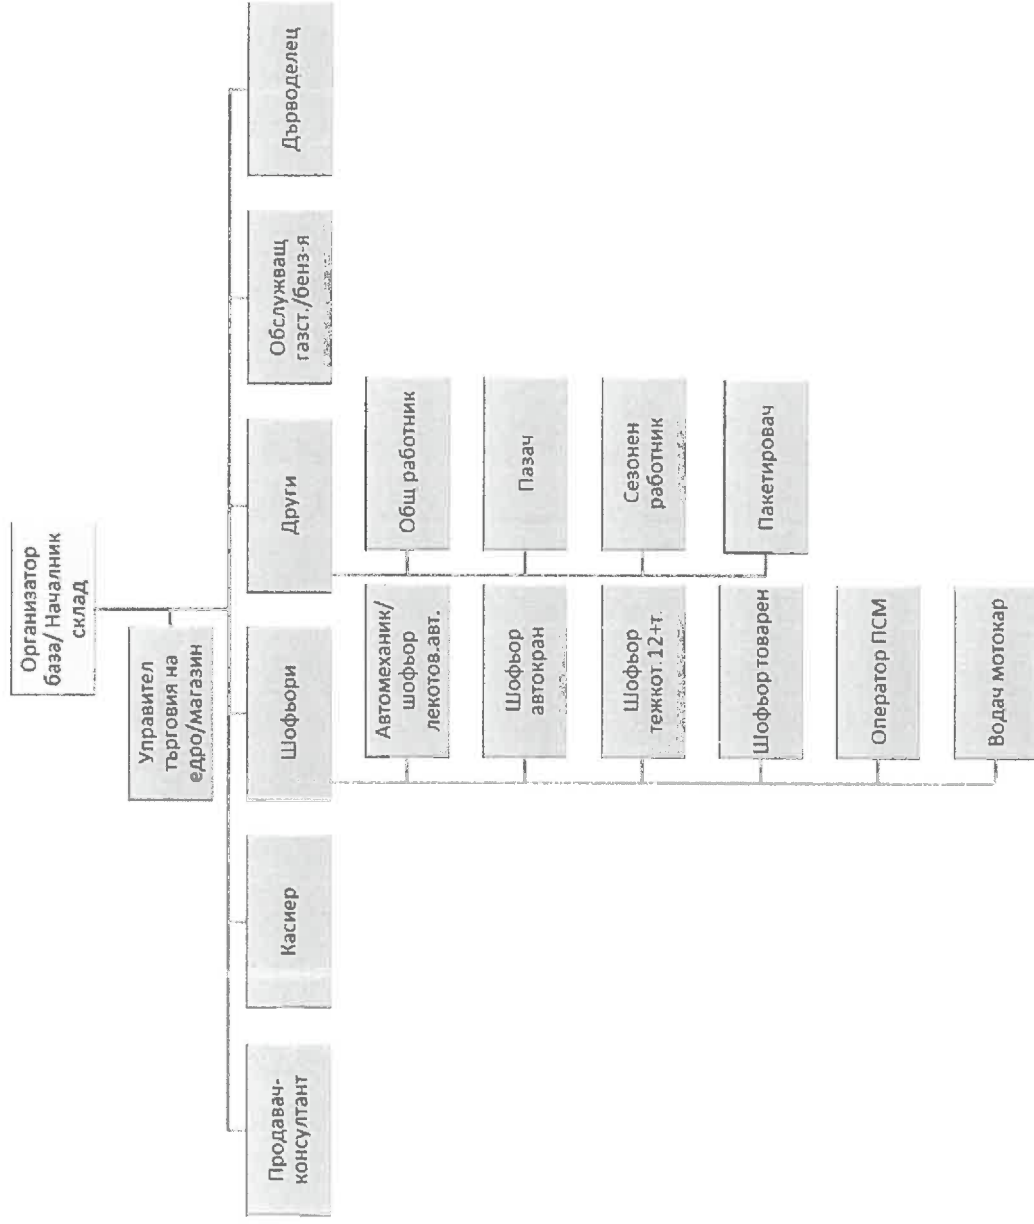 Организатор
база/ Началник
склад
Управител
търговия на
едро/магазин
Продавач-
консултант
Касиер
Шофьори
Други
Обслужващ
газст./бенз-я
Дърводелец
Автомеханик/
шофьор
лекотов.авт.
Шофьор
автокран
Шофьор
тежкот.12+т.
Шофьор товарен
Оператор ПСМ
Водач мотокар
Общ работник
Пазач
Сезонен
работник
Пакетировач